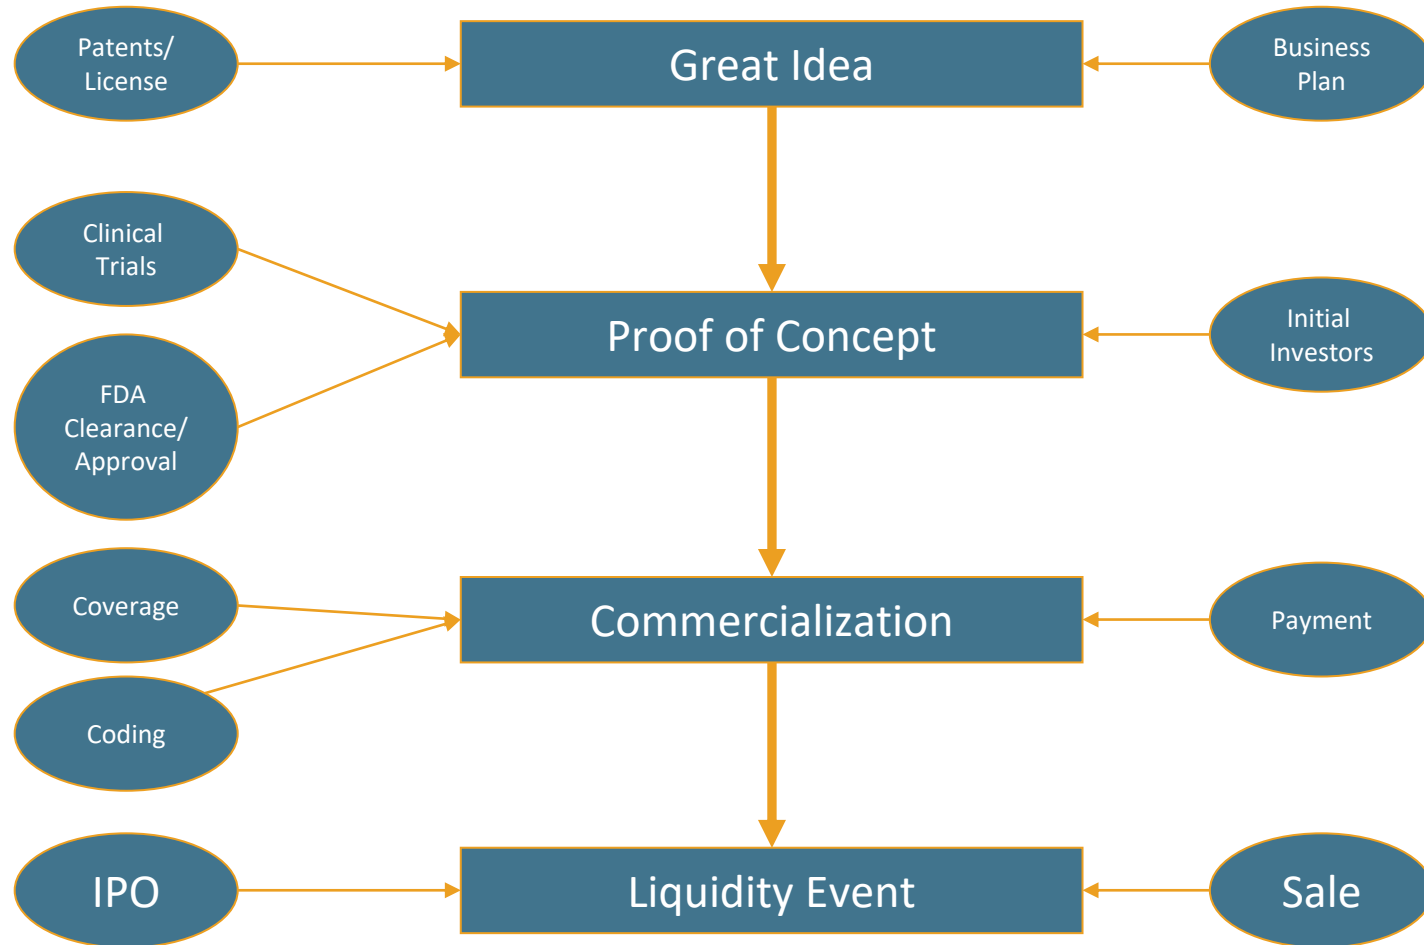 Patents/
License
Great Idea
Business
Plan
Clinical
Trials
FDA
Clearance/
Approval
Proof of Concept
Initial
Investors
Coverage
Coding
Commercialization
Payment
IPO
Liquidity Event
Sale